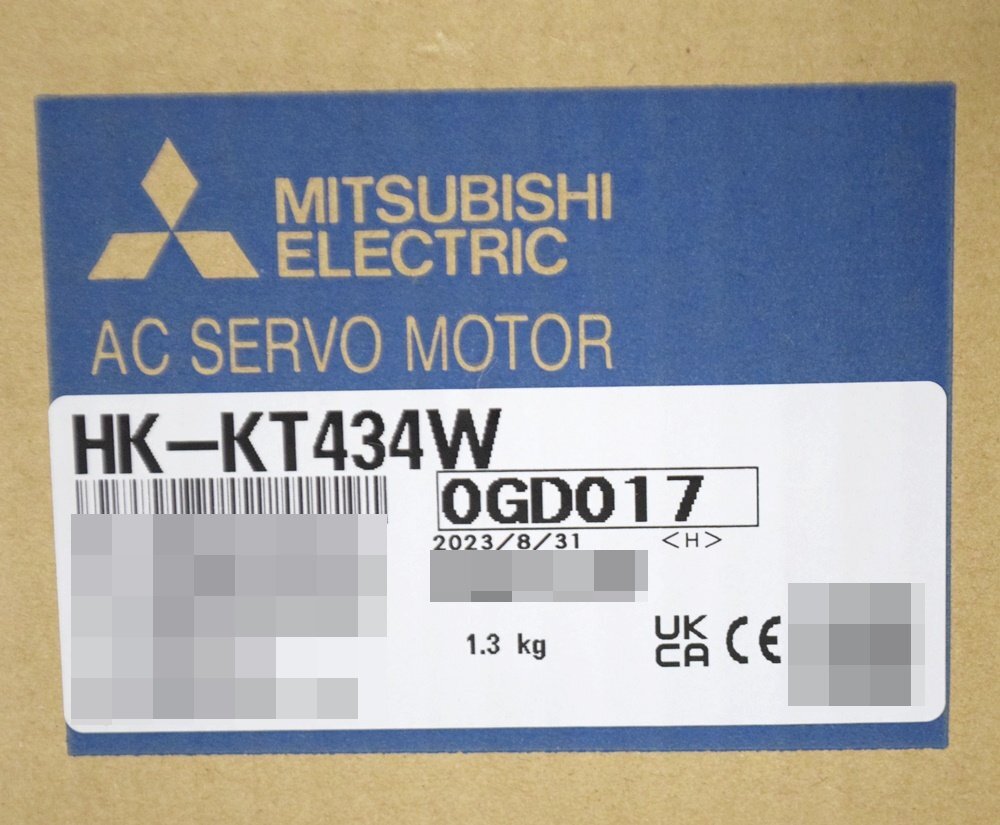 MITSUBISHI
ELECTRIC
AC SERVO MOTOR
HK-KT434W
0GD017
2023/8/31 <H>
1.3 kg
UK
CA CE